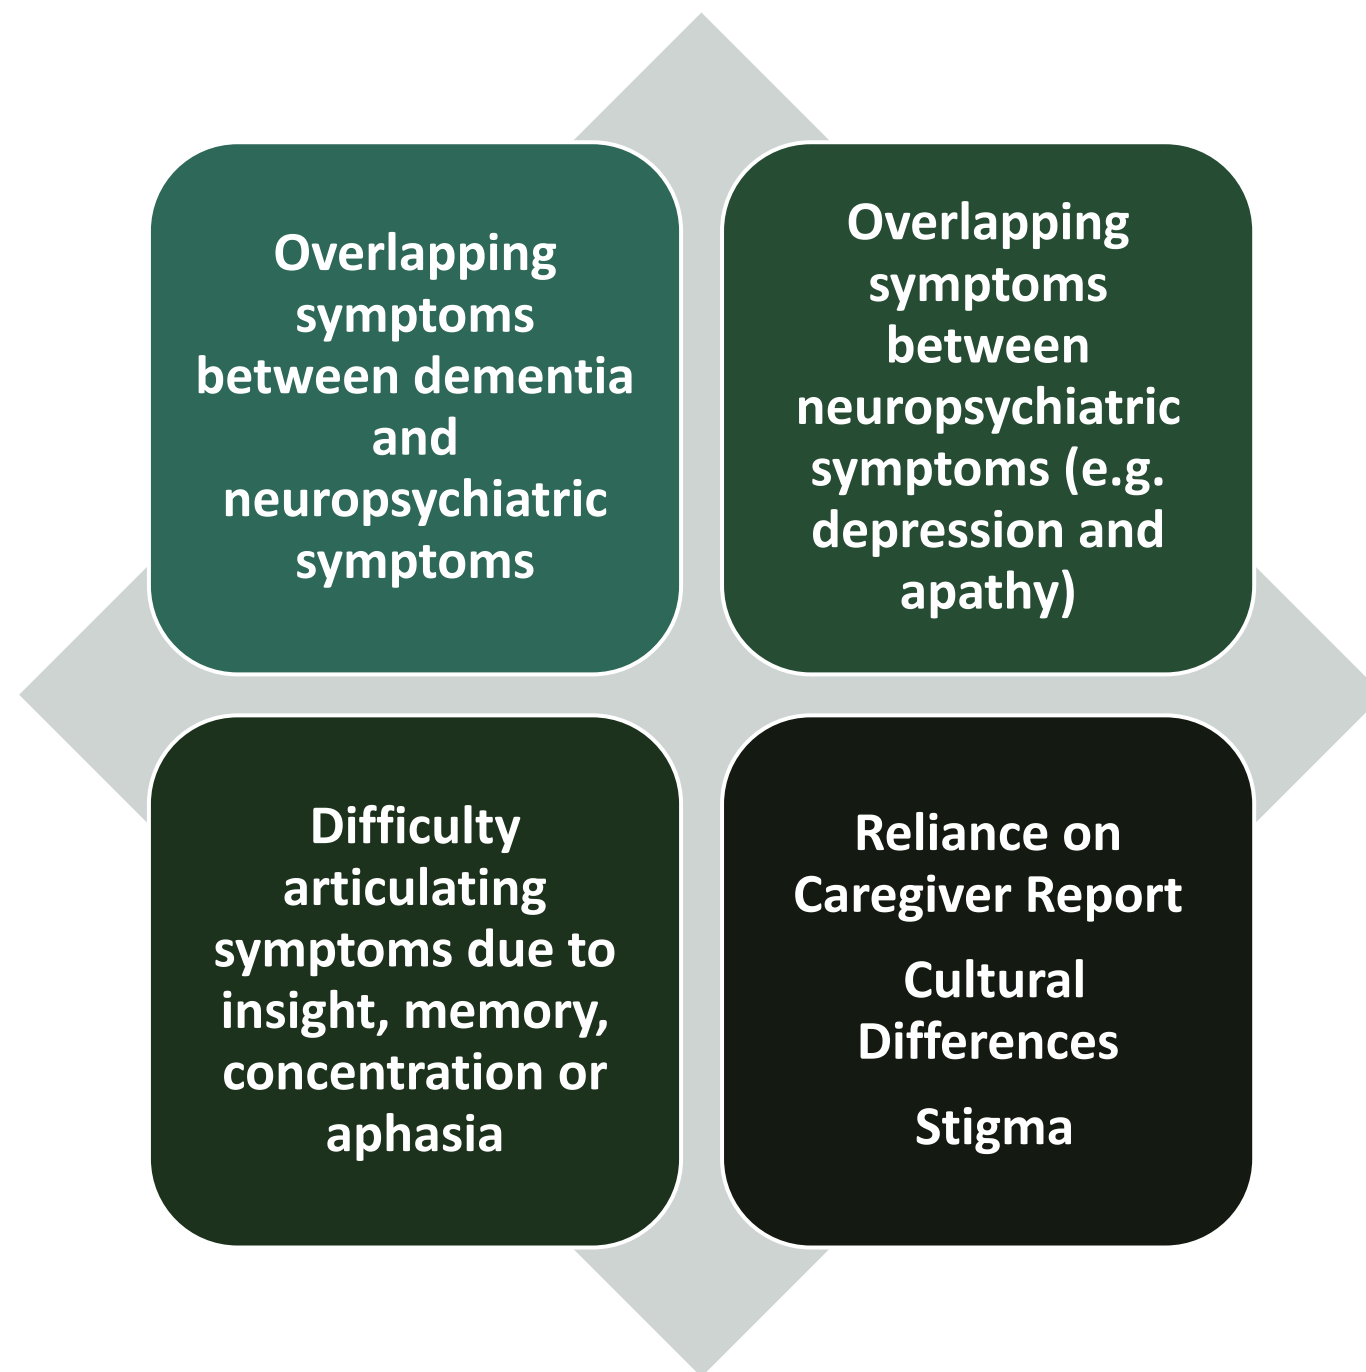 Overlapping
symptoms
between dementia
and
neuropsychiatric
symptoms
Overlapping
symptoms
between
neuropsychiatric
symptoms (e.g.
depression and
apathy)
Difficulty
articulating
symptoms due to
insight, memory,
concentration or
aphasia
Reliance on
Caregiver Report
Cultural
Differences
Stigma